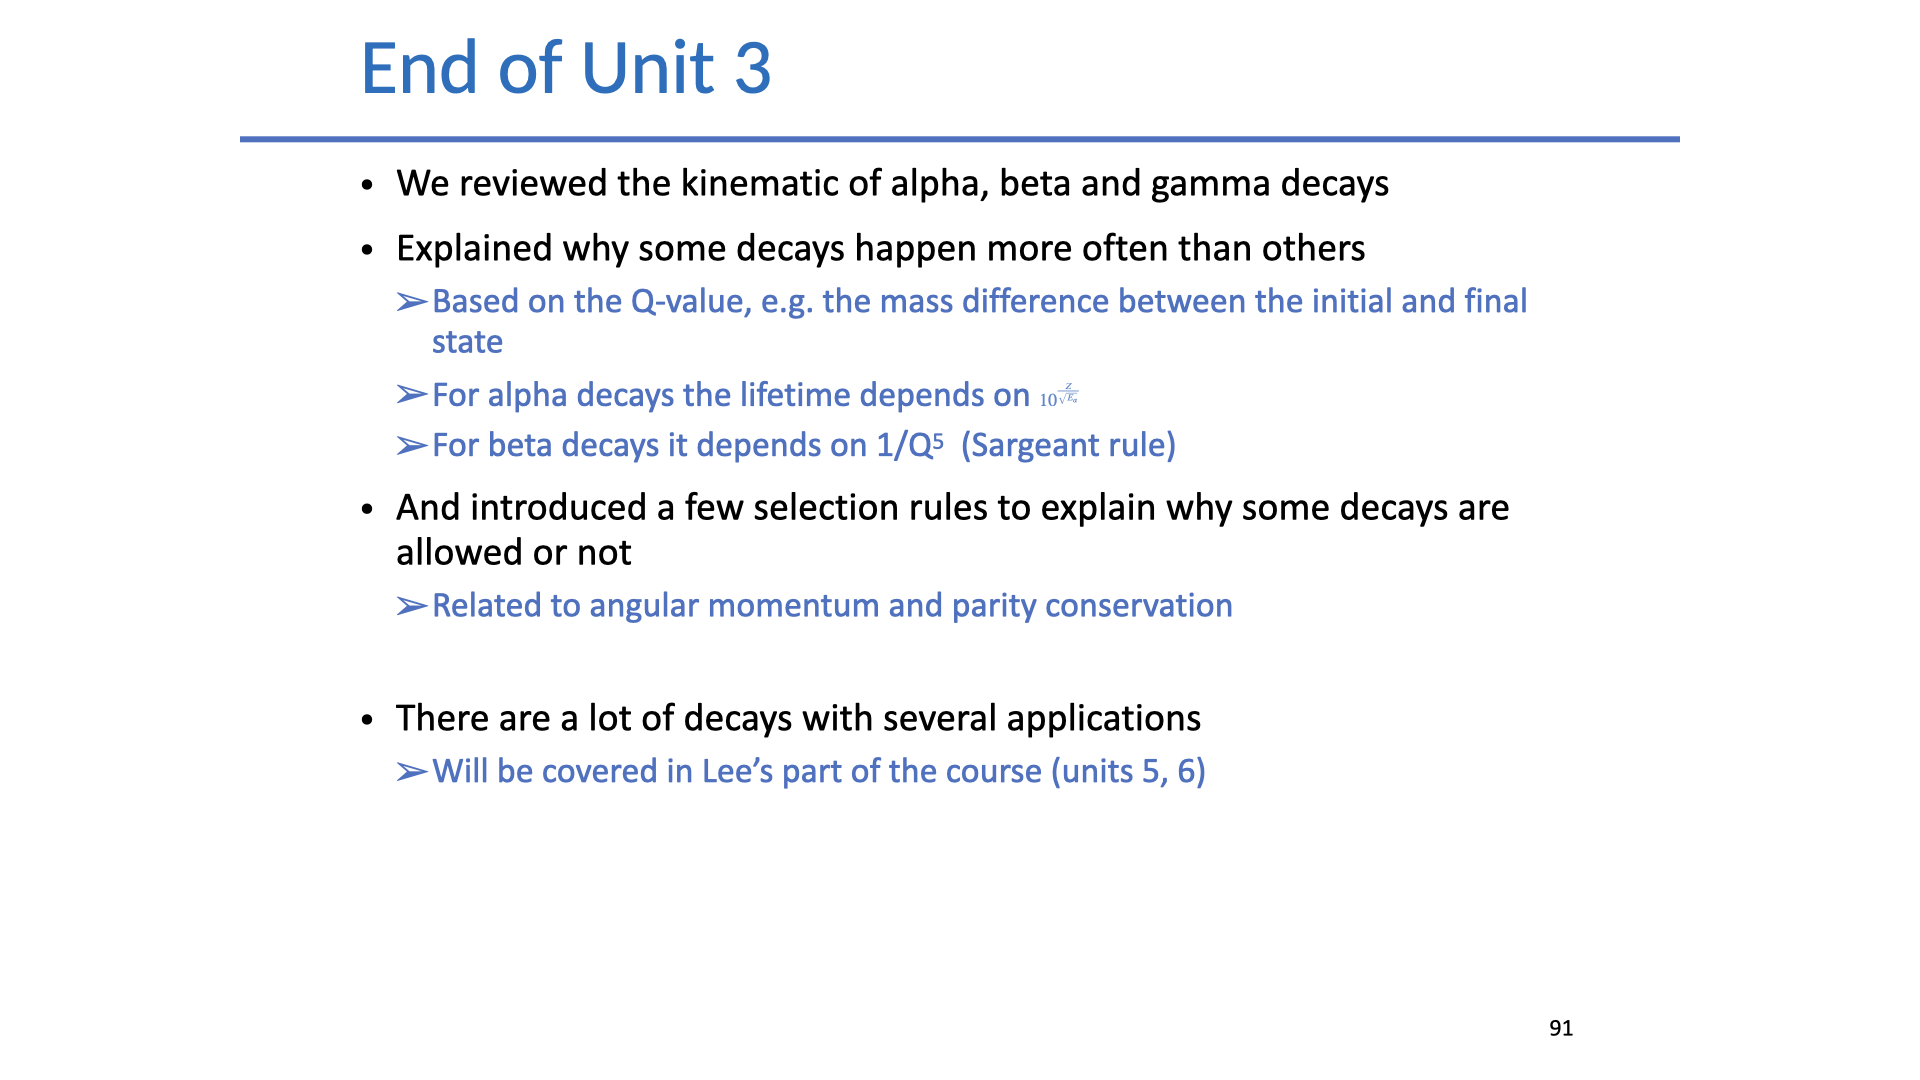 End of Unit 3
• We reviewed the kinematic of alpha, beta and gamma decays
• Explained why some decays happen more often than others
➢Based on the Q-value, e.g. the mass difference between the initial and final
state
➢For alpha decays the lifetime depends on $10^{\frac{Z}{\sqrt{E_\alpha}}}$
➢For beta decays it depends on 1/Q⁵ (Sargeant rule)
• And introduced a few selection rules to explain why some decays are
allowed or not
➢Related to angular momentum and parity conservation
• There are a lot of decays with several applications
➢Will be covered in Lee’s part of the course (units 5, 6)
91